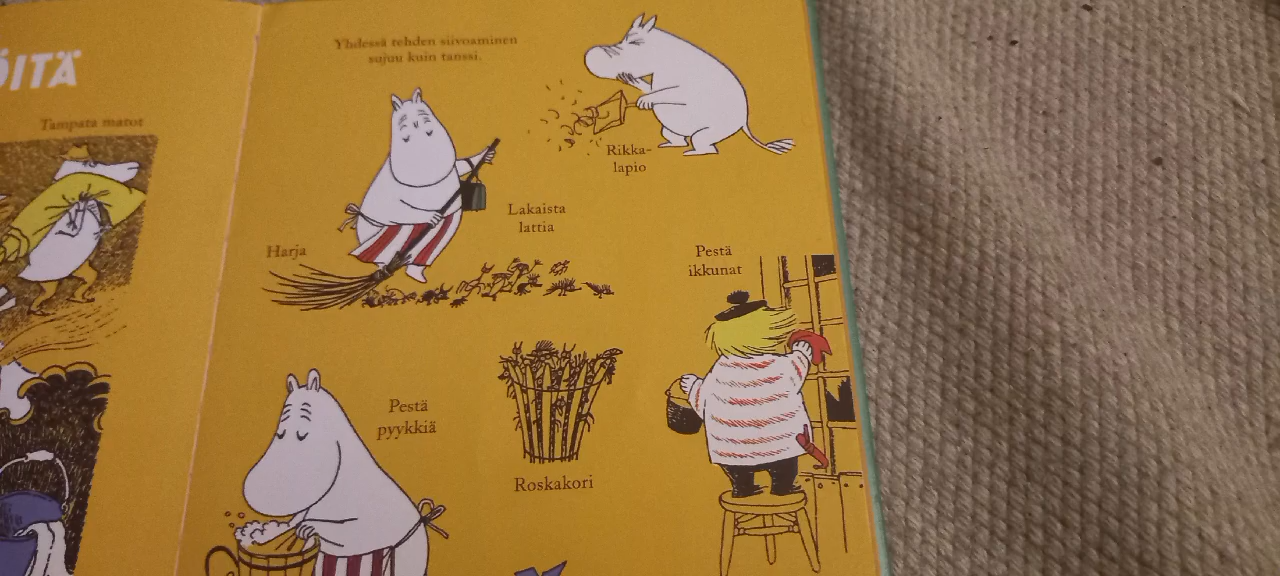 ÖITÄ
Tampata matot
Yhdessä tehden siivoaminen
sujuu kuin tanssi.
Rikka-
lapio
Lakaista
lattia
Harja
Pestä
ikkunat
Pestä
pyykkiä
Roskakori